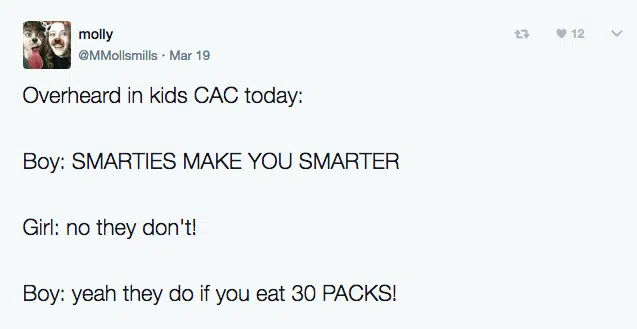 molly
@MMollsmills · Mar 19
12
Overheard in kids CAC today:
Boy: SMARTIES MAKE YOU SMARTER
Girl: no they don't!
Boy: yeah they do if you eat 30 PACKS!